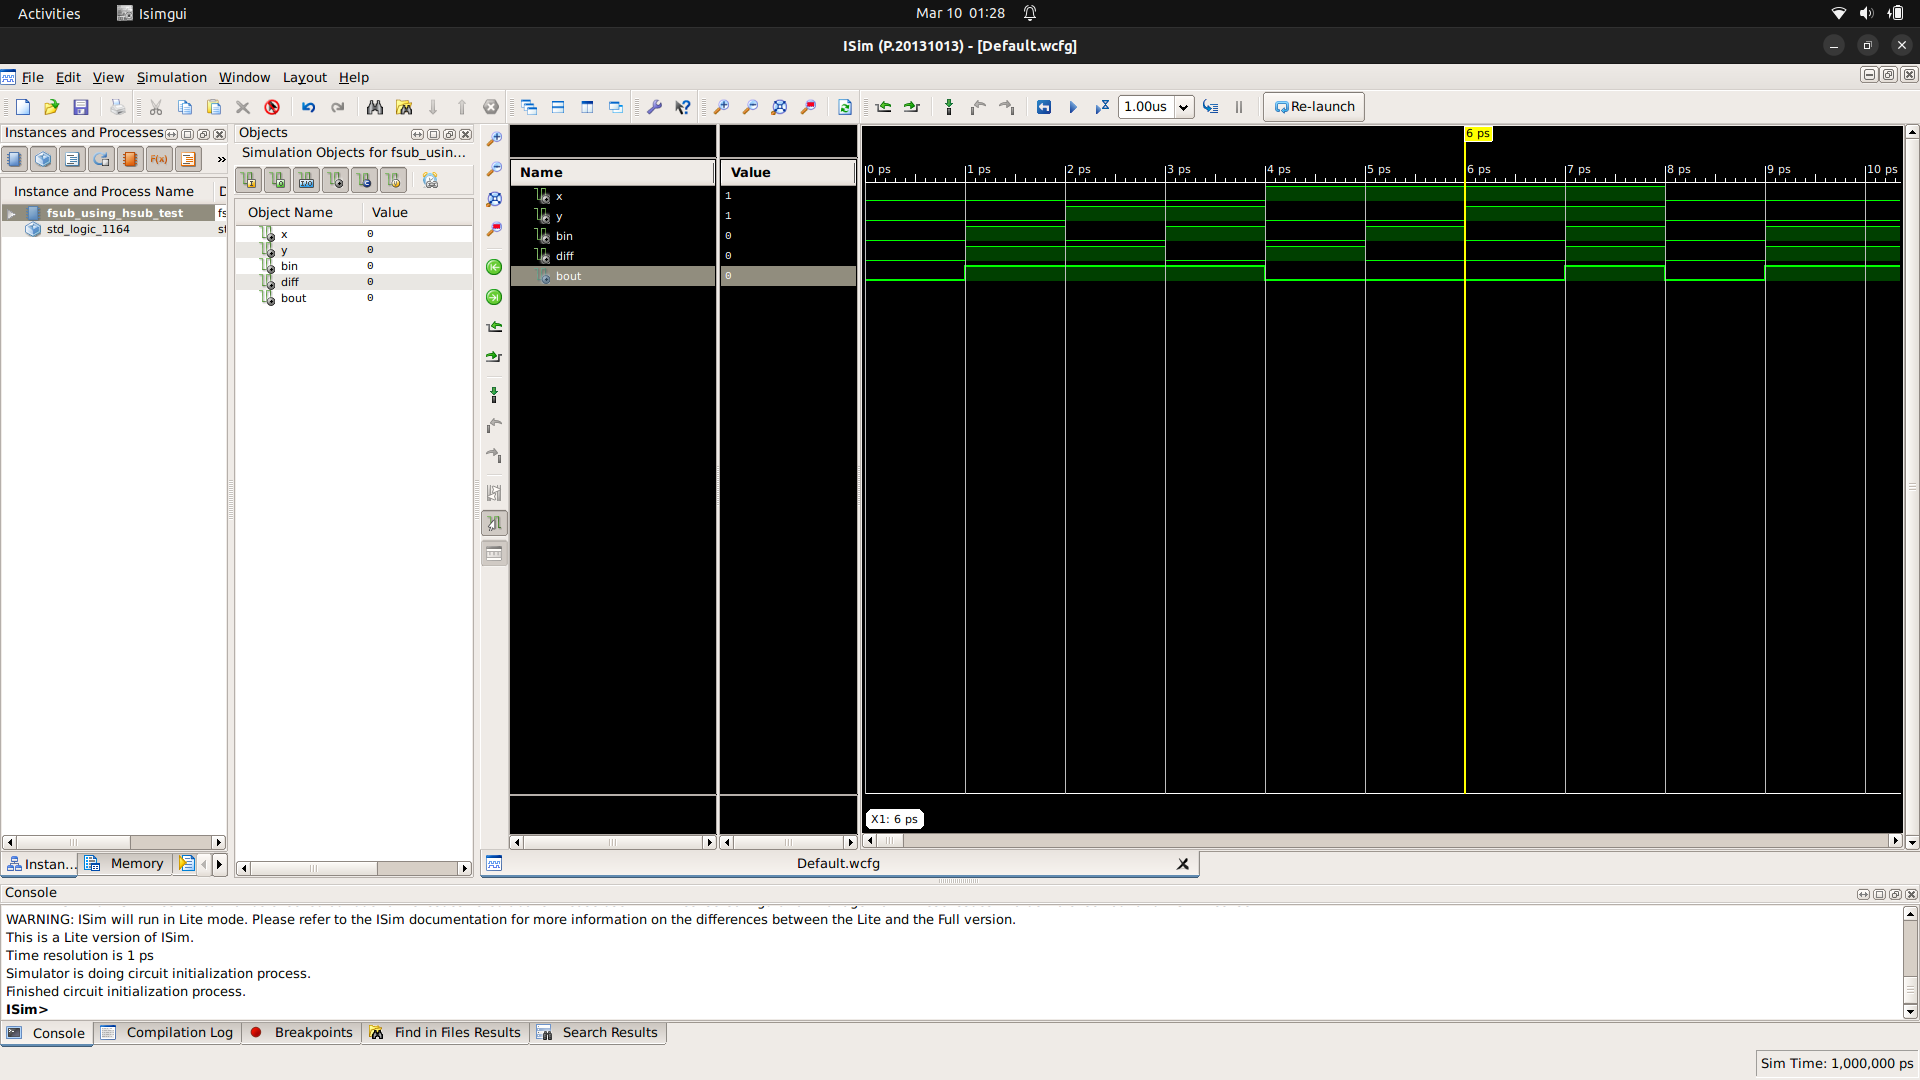 Activities Isimgui Mar 10 01:28
ISim (P.20131013) - [Default.wcfg]
File Edit View Simulation Window Layout Help
1.00us Re-launch
Instances and Processes
Instance and Process Name D
fsub_using_hsub_test fs
std_logic_1164 st
Objects
Simulation Objects for fsub_usin...
Object Name Value
x 0
y 0
bin 0
diff 0
bout 0
Name Value
x 1
y 1
bin 0
diff 0
bout 0
6 ps
0 ps 1 ps 2 ps 3 ps 4 ps 5 ps 6 ps 7 ps 8 ps 9 ps 10 ps
X1: 6 ps
Instan... Memory
Default.wcfg
Console
WARNING: ISim will run in Lite mode. Please refer to the ISim documentation for more information on the differences between the Lite and the Full version.
This is a Lite version of ISim.
Time resolution is 1 ps
Simulator is doing circuit initialization process.
Finished circuit initialization process.
ISim>
Console Compilation Log Breakpoints Find in Files Results Search Results
Sim Time: 1,000,000 ps